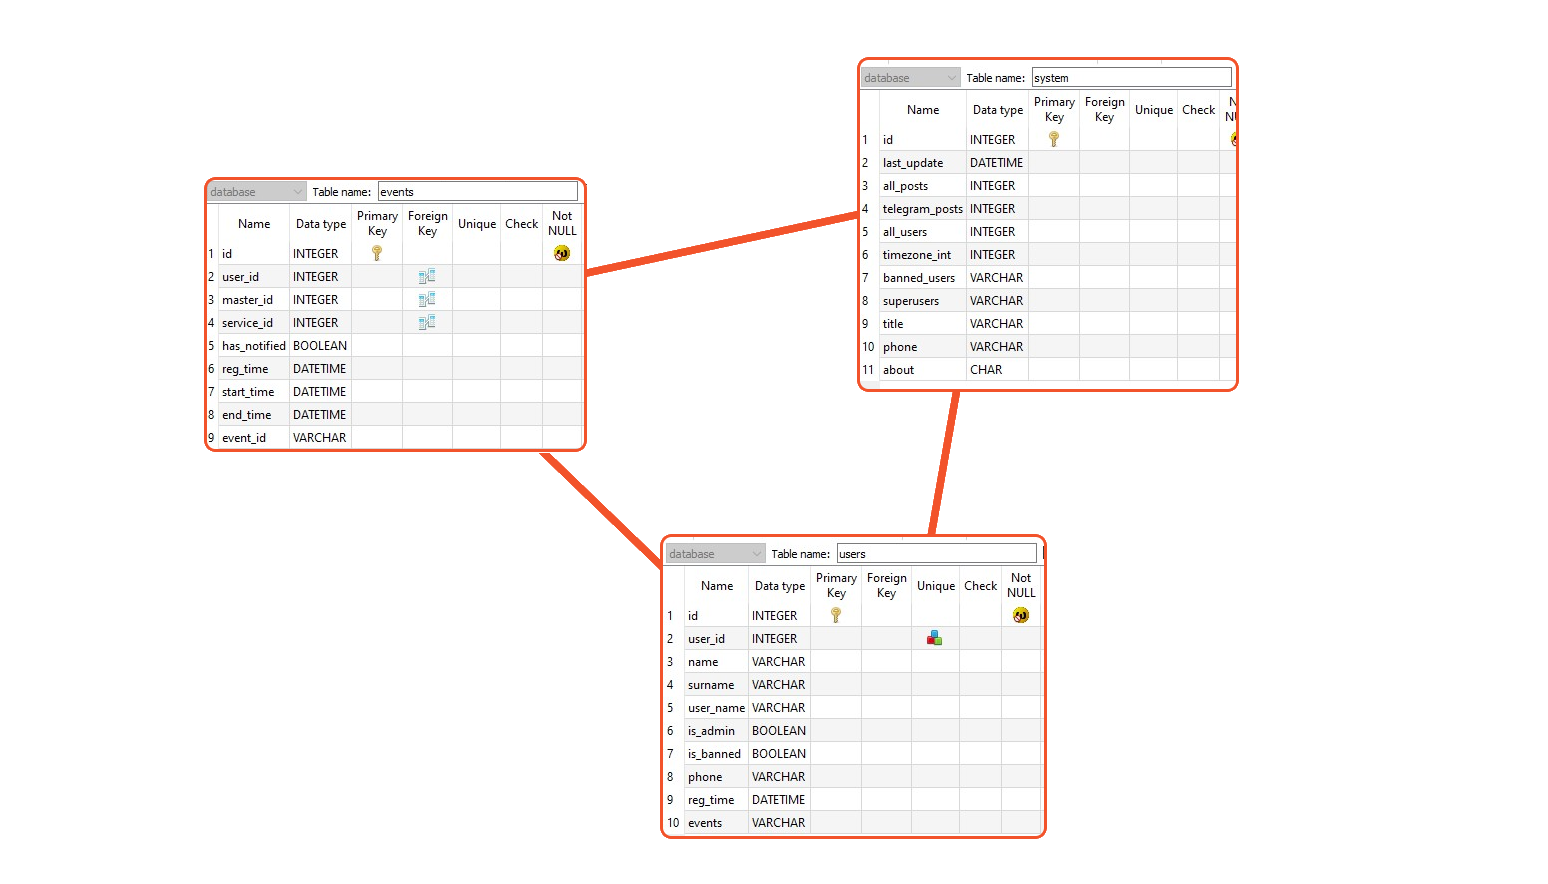 database Table name: system
Name Data type Primary Key Foreign Key Unique Check
1 id INTEGER
2 last_update DATETIME
3 all_posts INTEGER
4 telegram_posts INTEGER
5 all_users INTEGER
6 timezone_int INTEGER
7 banned_users VARCHAR
8 superusers VARCHAR
9 title VARCHAR
10 phone VARCHAR
11 about CHAR
database Table name: events
Name Data type Primary Key Foreign Key Unique Check Not NULL
1 id INTEGER
2 user_id INTEGER
3 master_id INTEGER
4 service_id INTEGER
5 has_notified BOOLEAN
6 reg_time DATETIME
7 start_time DATETIME
8 end_time DATETIME
9 event_id VARCHAR
database Table name: users
Name Data type Primary Key Foreign Key Unique Check Not NULL
1 id INTEGER
2 user_id INTEGER
3 name VARCHAR
4 surname VARCHAR
5 user_name VARCHAR
6 is_admin BOOLEAN
7 is_banned BOOLEAN
8 phone VARCHAR
9 reg_time DATETIME
10 events VARCHAR